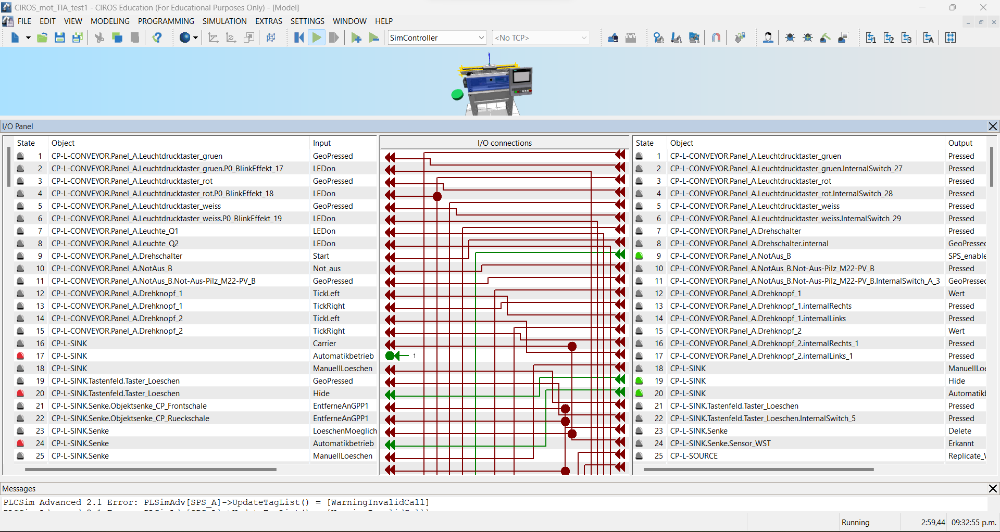 CIROS_mot_TIA_test1 - CIROS Education (For Educational Purposes Only) - [Model]
FILE EDIT VIEW MODELING PROGRAMMING SIMULATION EXTRAS SETTINGS WINDOW HELP
SimController <No TCP> 1 2 3 A
I/O Panel
State Object Input I/O connections State Object Output
1 CP-L-CONVEYOR.Panel_A.Leuchtdrucktaster_gruen GeoPressed 1 CP-L-CONVEYOR.Panel_A.Leuchtdrucktaster_gruen Pressed
2 CP-L-CONVEYOR.Panel_A.Leuchtdrucktaster_gruen.P0_BlinkEffekt_17 LEDon 2 CP-L-CONVEYOR.Panel_A.Leuchtdrucktaster_gruen.InternalSwitch_27 Pressed
3 CP-L-CONVEYOR.Panel_A.Leuchtdrucktaster_rot GeoPressed 3 CP-L-CONVEYOR.Panel_A.Leuchtdrucktaster_rot Pressed
4 CP-L-CONVEYOR.Panel_A.Leuchtdrucktaster_rot.P0_BlinkEffekt_18 LEDon 4 CP-L-CONVEYOR.Panel_A.Leuchtdrucktaster_rot.InternalSwitch_28 Pressed
5 CP-L-CONVEYOR.Panel_A.Leuchtdrucktaster_weiss GeoPressed 5 CP-L-CONVEYOR.Panel_A.Leuchtdrucktaster_weiss Pressed
6 CP-L-CONVEYOR.Panel_A.Leuchtdrucktaster_weiss.P0_BlinkEffekt_19 LEDon 6 CP-L-CONVEYOR.Panel_A.Leuchtdrucktaster_weiss.InternalSwitch_29 Pressed
7 CP-L-CONVEYOR.Panel_A.Leuchte_Q1 LEDon 7 CP-L-CONVEYOR.Panel_A.Drehschalter Pressed
8 CP-L-CONVEYOR.Panel_A.Leuchte_Q2 LEDon 8 CP-L-CONVEYOR.Panel_A.Drehschalter.internal GeoPressed
9 CP-L-CONVEYOR.Panel_A.Drehschalter Start 9 CP-L-CONVEYOR.Panel_A.NotAus_B SPS_enable
10 CP-L-CONVEYOR.Panel_A.NotAus_B Not_aus 10 CP-L-CONVEYOR.Panel_A.NotAus_B.Not-Aus-Pilz_M22-PV_B Pressed
11 CP-L-CONVEYOR.Panel_A.NotAus_B.Not-Aus-Pilz_M22-PV_B GeoPressed 11 CP-L-CONVEYOR.Panel_A.NotAus_B.Not-Aus-Pilz_M22-PV_B.InternalSwitch_A_3 GeoPressed
12 CP-L-CONVEYOR.Panel_A.Drehknopf_1 TickLeft 12 CP-L-CONVEYOR.Panel_A.Drehknopf_1 Wert
13 CP-L-CONVEYOR.Panel_A.Drehknopf_1 TickRight 13 CP-L-CONVEYOR.Panel_A.Drehknopf_1.internalRechts Pressed
14 CP-L-CONVEYOR.Panel_A.Drehknopf_2 TickLeft 14 CP-L-CONVEYOR.Panel_A.Drehknopf_1.internalLinks Pressed
15 CP-L-CONVEYOR.Panel_A.Drehknopf_2 TickRight 15 CP-L-CONVEYOR.Panel_A.Drehknopf_2 Wert
16 CP-L-SINK Carrier 16 CP-L-CONVEYOR.Panel_A.Drehknopf_2.internalRechts_1 Pressed
17 CP-L-SINK Automatikbetrieb 1 17 CP-L-CONVEYOR.Panel_A.Drehknopf_2.internalLinks_1 Pressed
18 CP-L-SINK ManuellLoeschen 18 CP-L-SINK ManuellLoe
19 CP-L-SINK.Tastenfeld.Taster_Loeschen GeoPressed 19 CP-L-SINK Hide
20 CP-L-SINK.Tastenfeld.Taster_Loeschen Hide 20 CP-L-SINK Automatikb
21 CP-L-SINK.Senke.Objektsenke_CP_Frontschale EntferneAnGPP1 21 CP-L-SINK.Tastenfeld.Taster_Loeschen Pressed
22 CP-L-SINK.Senke.Objektsenke_CP_Rueckschale EntferneAnGPP1 22 CP-L-SINK.Tastenfeld.Taster_Loeschen.InternalSwitch_5 Pressed
23 CP-L-SINK.Senke LoeschenMoeglich 23 CP-L-SINK.Senke Delete
24 CP-L-SINK.Senke Automatikbetrieb 24 CP-L-SINK.Senke.Sensor_WST Erkannt
25 CP-L-SINK.Senke ManuellLoeschen 25 CP-L-SOURCE Replicate_
Messages
PLCSim Advanced 2.1 Error: PLSimAdv[SPS_A]->UpdateTagList() = [WarningInvalidCall]
Running 2:59,44 09:32:55 p.m.